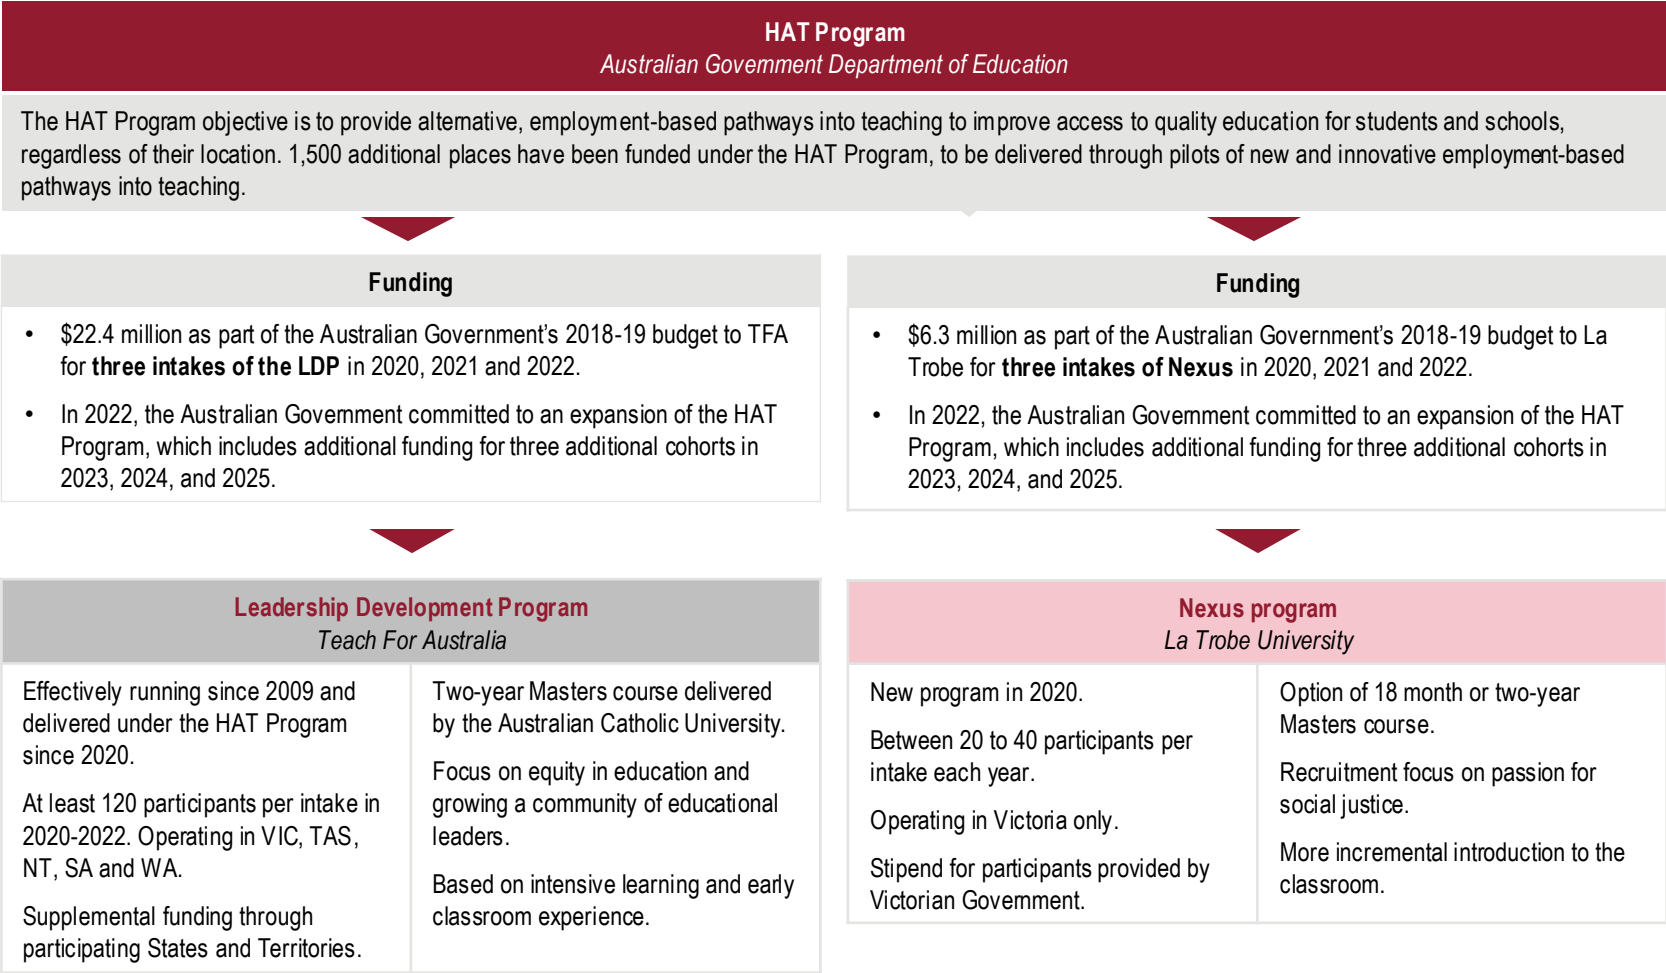 HAT Program
Australian Government Department of Education
The HAT Program objective is to provide alternative, employment-based pathways into teaching to improve access to quality education for students and schools,
regardless of their location. 1,500 additional places have been funded under the HAT Program, to be delivered through pilots of new and innovative employment-based
pathways into teaching.
Funding
• $22.4 million as part of the Australian Government's 2018-19 budget to TFA
for three intakes of the LDP in 2020, 2021 and 2022.
• In 2022, the Australian Government committed to an expansion of the HAT
Program, which includes additional funding for three additional cohorts in
2023, 2024, and 2025.
Funding
• $6.3 million as part of the Australian Government's 2018-19 budget to La
Trobe for three intakes of Nexus in 2020, 2021 and 2022.
• In 2022, the Australian Government committed to an expansion of the HAT
Program, which includes additional funding for three additional cohorts in
2023, 2024, and 2025.
Leadership Development Program
Teach For Australia
Effectively running since 2009 and
delivered under the HAT Program
since 2020.
At least 120 participants per intake in
2020-2022. Operating in VIC, TAS,
NT, SA and WA.
Supplemental funding through
participating States and Territories.
Two-year Masters course delivered
by the Australian Catholic University.
Focus on equity in education and
growing a community of educational
leaders.
Based on intensive learning and early
classroom experience.
Nexus program
La Trobe University
New program in 2020.
Between 20 to 40 participants per
intake each year.
Operating in Victoria only.
Stipend for participants provided by
Victorian Government.
Option of 18 month or two-year
Masters course.
Recruitment focus on passion for
social justice.
More incremental introduction to the
classroom.